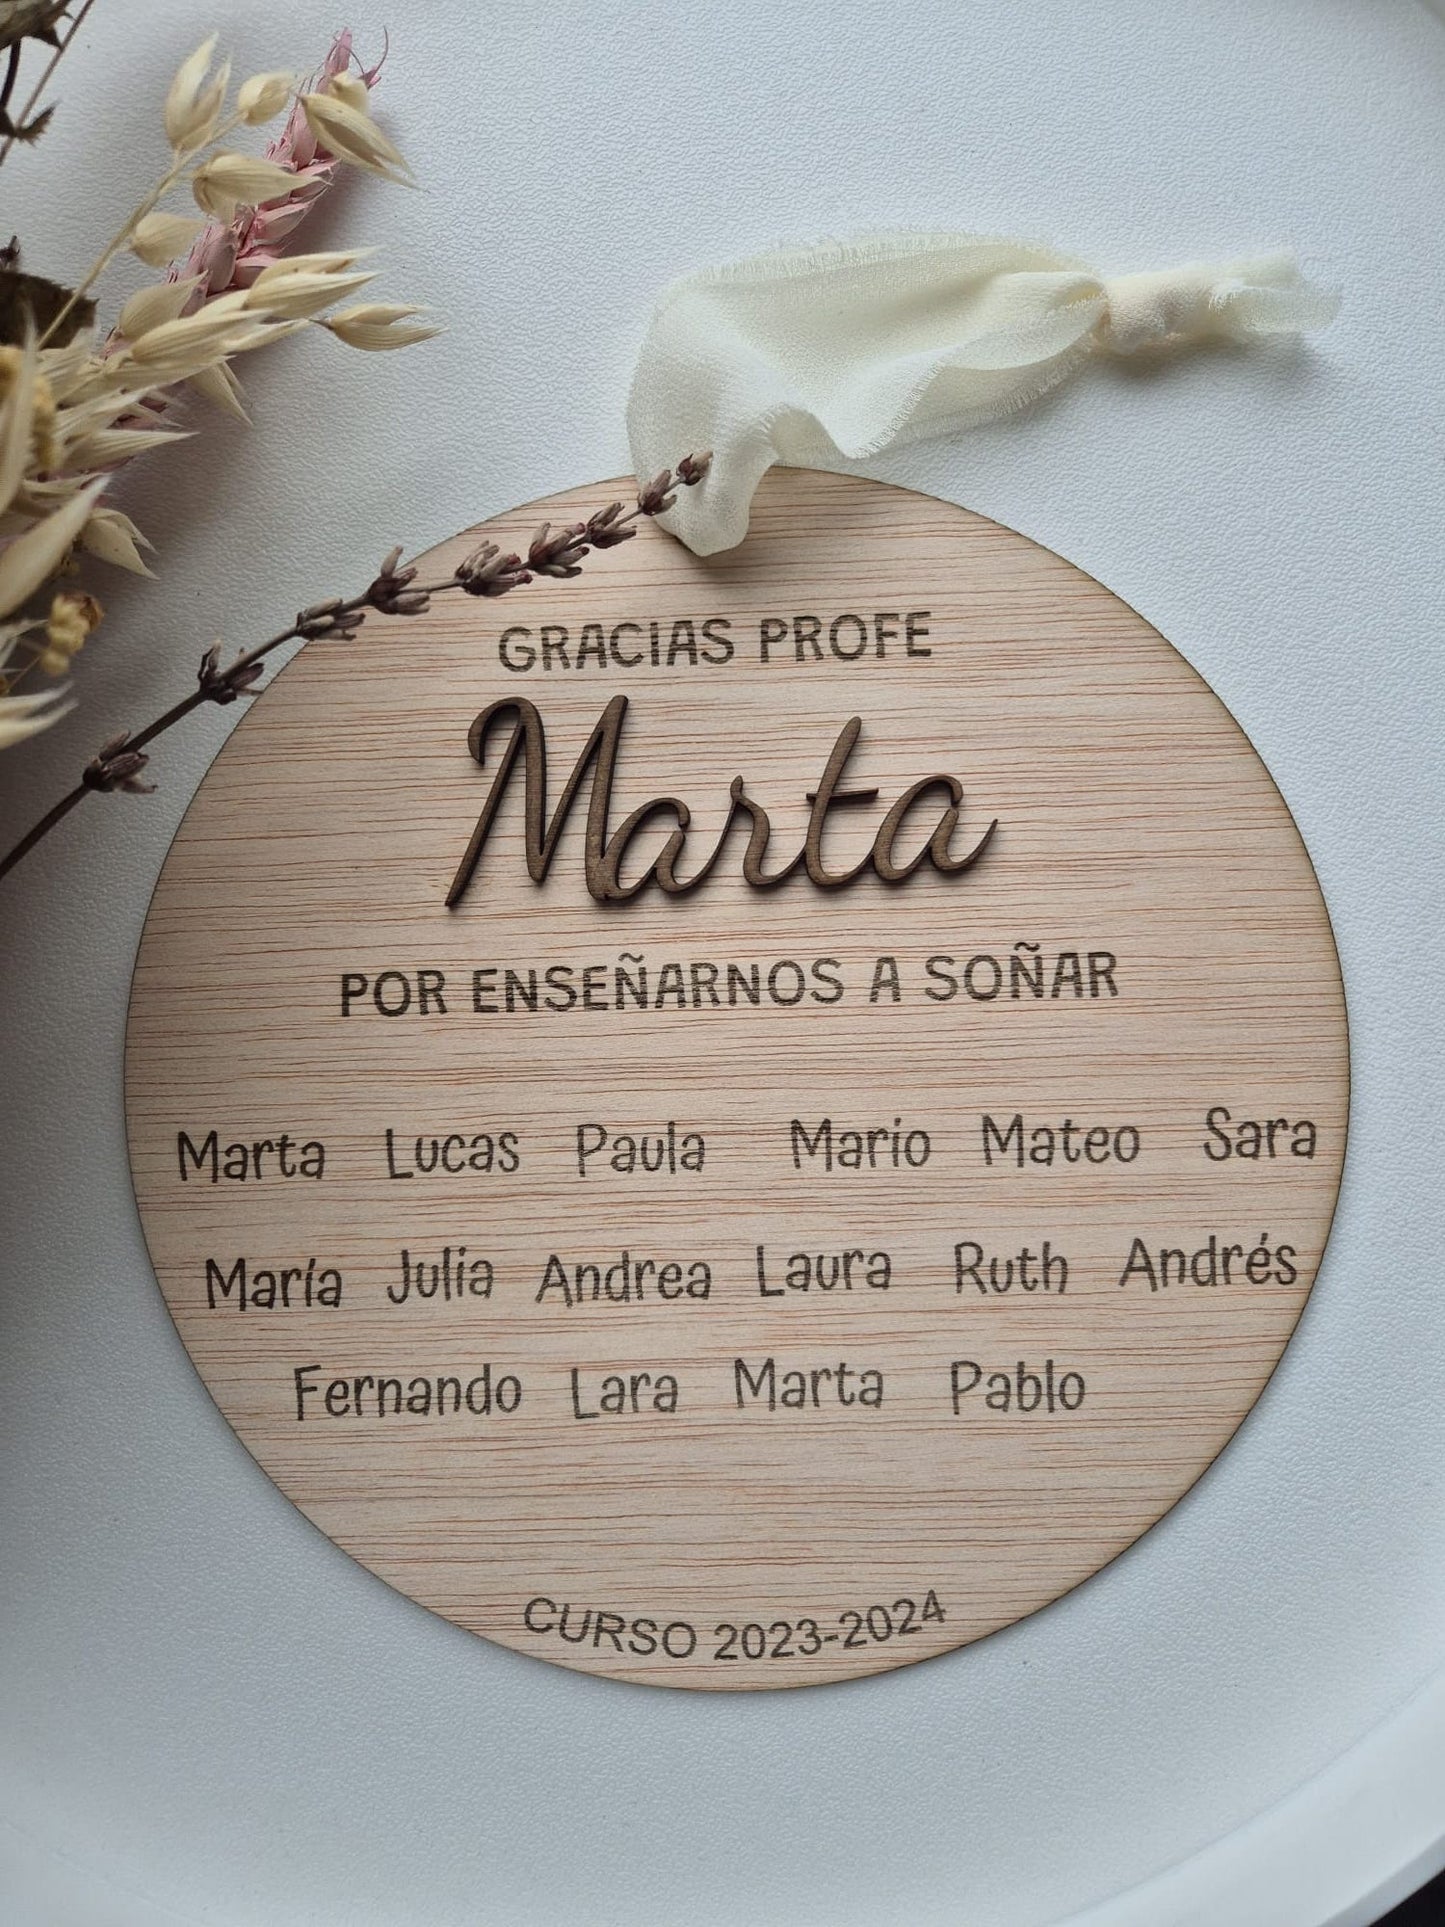 GRACIAS PROFE
Marta
POR ENSEÑARNOS A SOÑAR
Marta Lucas Paula Mario Mateo Sara
María Julia Andrea Laura Ruth Andrés
Fernando Lara Marta Pablo
CURSO 2023-2024